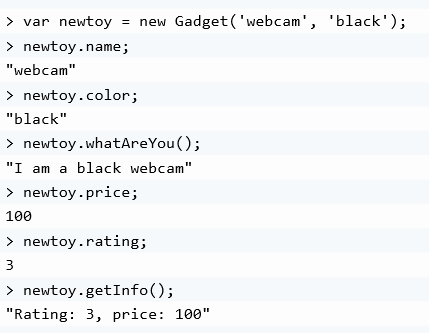 > var newtoy = new Gadget('webcam', 'black');
> newtoy.name;
"webcam"
> newtoy.color;
"black"
> newtoy.whatAreYou();
"I am a black webcam"
> newtoy.price;
100
> newtoy.rating;
3
> newtoy.getInfo();
"Rating: 3, price: 100"